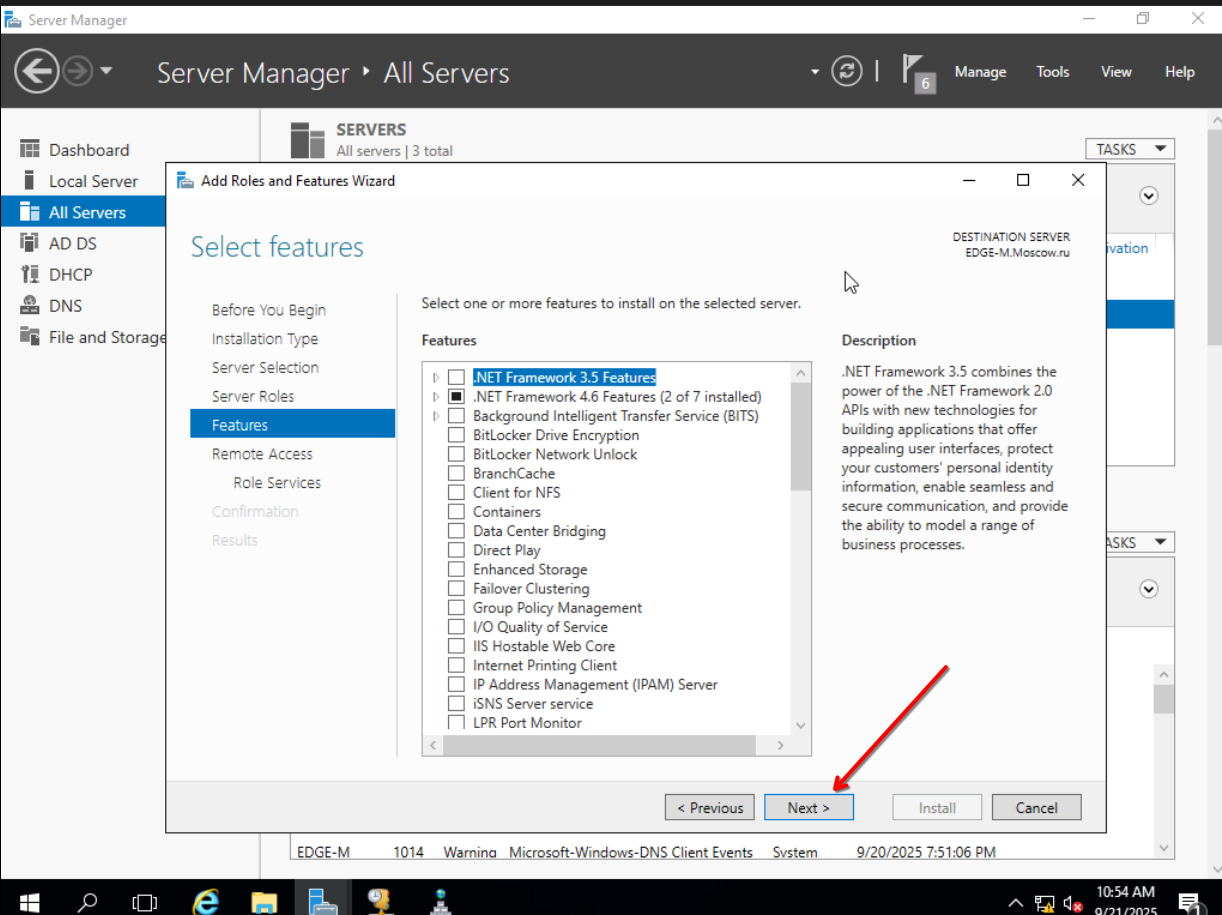 Server Manager
Server Manager ‣ All Servers
6
Manage
Tools
View
Help
Dashboard
Local Server
All Servers
AD DS
DHCP
DNS
File and Storage
SERVERS
All servers | 3 total
TASKS
Add Roles and Features Wizard
Select features
DESTINATION SERVER
EDGE-M.Moscow.ru
Before You Begin
Installation Type
Server Selection
Server Roles
Features
Remote Access
Role Services
Confirmation
Results
Select one or more features to install on the selected server.
Features
.NET Framework 3.5 Features
.NET Framework 4.6 Features (2 of 7 installed)
Background Intelligent Transfer Service (BITS)
BitLocker Drive Encryption
BitLocker Network Unlock
BranchCache
Client for NFS
Containers
Data Center Bridging
Direct Play
Enhanced Storage
Failover Clustering
Group Policy Management
I/O Quality of Service
IIS Hostable Web Core
Internet Printing Client
IP Address Management (IPAM) Server
iSNS Server service
LPR Port Monitor
Description
.NET Framework 3.5 combines the
power of the .NET Framework 2.0
APIs with new technologies for
building applications that offer
appealing user interfaces, protect
your customers' personal identity
information, enable seamless and
secure communication, and provide
the ability to model a range of
business processes.
ivation
ASKS
< Previous
Next >
Install
Cancel
EDGE-M 1014 Warning Microsoft-Windows-DNS Client Events System 9/20/2025 7:51:06 PM
10:54 AM
9/21/2025
1